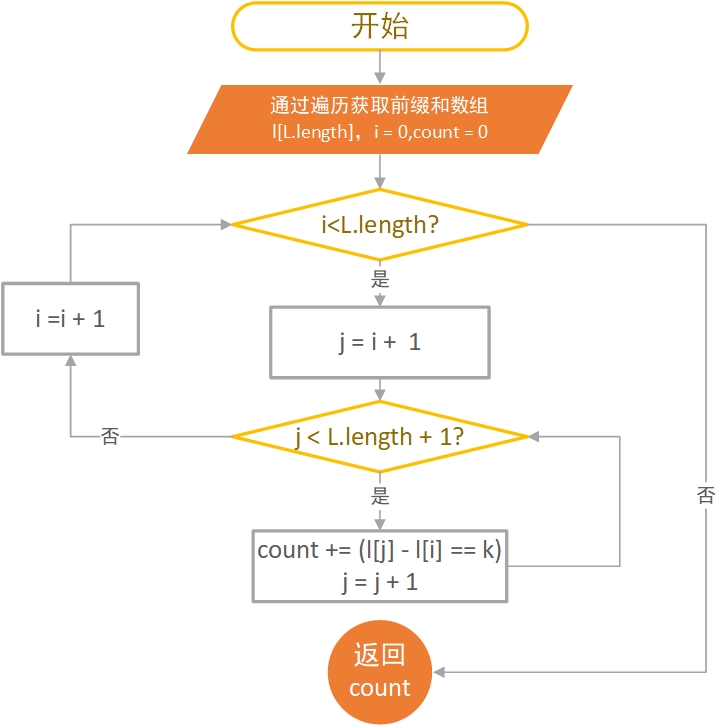 开始
通过遍历获取前缀和数组
l[L.length]，i = 0,count = 0
i<L.length?
是
i =i + 1
j = i + 1
否
j < L.length + 1?
是
否
count += (l[j] - l[i] == k)
j = j + 1
返回
count